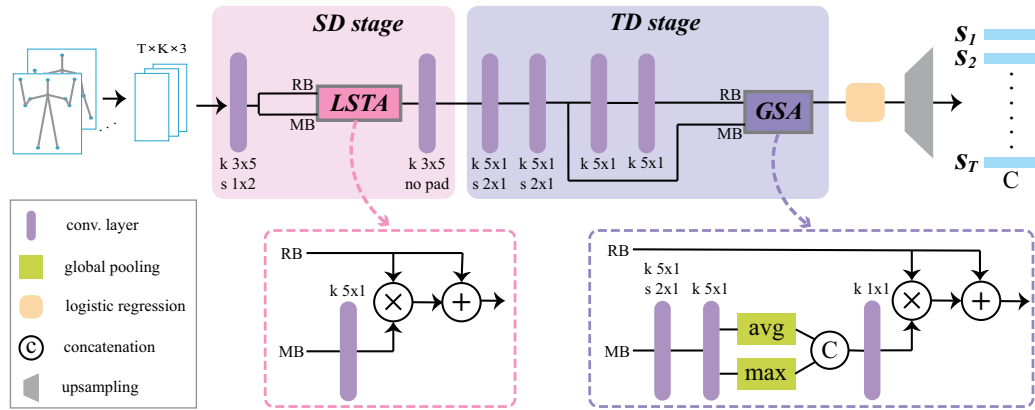 SD stage
TD stage
T×K×3
RB
MB
LSTA
RB
MB
GSA
k 3x5
s 1x2
k 3x5
no pad
k 5x1
s 2x1
k 5x1
s 2x1
k 5x1
k 5x1
S1
S2
ST
C
conv. layer
global pooling
logistic regression
C
concatenation
upsampling
RB
k 5x1
MB
RB
k 5x1
s 2x1
k 5x1
k 1x1
avg
max
C
MB